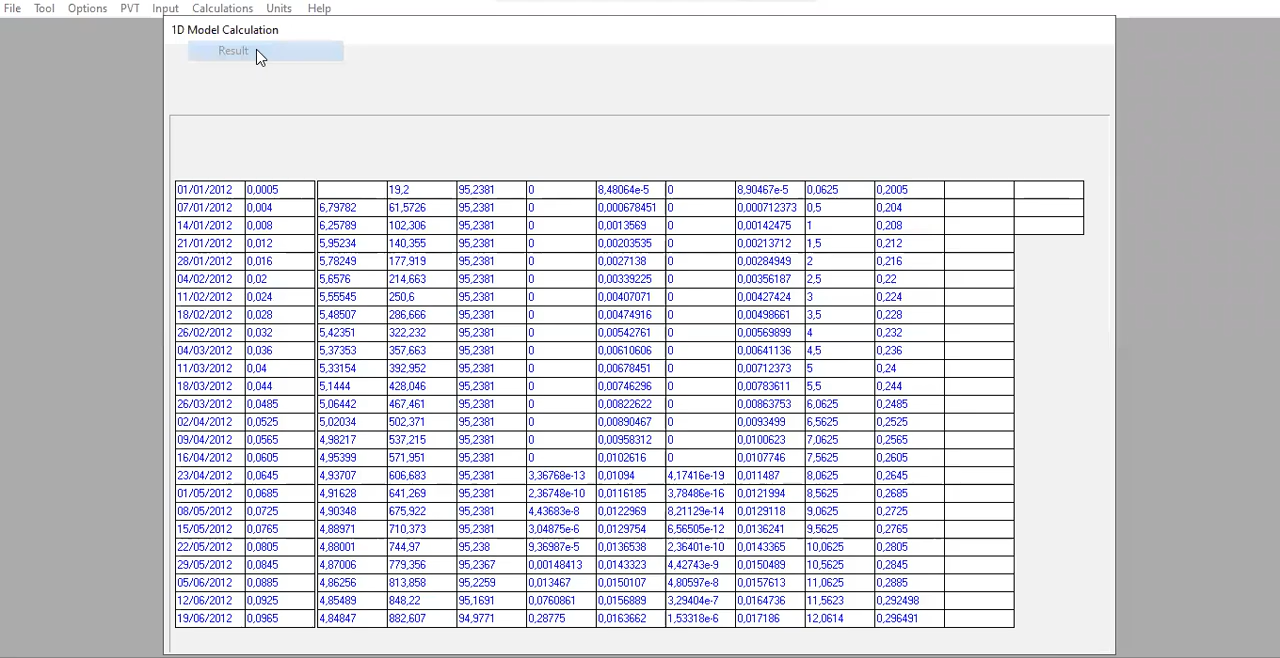 File Tool Options PVT Input Calculations Units Help
1D Model Calculation
Result
01/01/2012 0,0005 19,2 95,2381 0 8,48064e-5 0 8,90467e-5 0,0625 0,2005
07/01/2012 0,004 6,79782 61,5726 95,2381 0 0,000678451 0 0,000712373 0,5 0,204
14/01/2012 0,008 6,25789 102,306 95,2381 0 0,0013569 0 0,00142475 1 0,208
21/01/2012 0,012 5,95234 140,355 95,2381 0 0,00203535 0 0,00213712 1,5 0,212
28/01/2012 0,016 5,78249 177,919 95,2381 0 0,0027138 0 0,00284949 2 0,216
04/02/2012 0,02 5,6576 214,663 95,2381 0 0,00339225 0 0,00356187 2,5 0,22
11/02/2012 0,024 5,55545 250,6 95,2381 0 0,00407071 0 0,00427424 3 0,224
18/02/2012 0,028 5,48507 286,666 95,2381 0 0,00474916 0 0,00498661 3,5 0,228
26/02/2012 0,032 5,42351 322,232 95,2381 0 0,00542761 0 0,00569899 4 0,232
04/03/2012 0,036 5,37353 357,663 95,2381 0 0,00610606 0 0,00641136 4,5 0,236
11/03/2012 0,04 5,33154 392,952 95,2381 0 0,00678451 0 0,00712373 5 0,24
18/03/2012 0,044 5,1444 428,046 95,2381 0 0,00746296 0 0,00783611 5,5 0,244
26/03/2012 0,0485 5,06442 467,461 95,2381 0 0,00822622 0 0,00863753 6,0625 0,2485
02/04/2012 0,0525 5,02034 502,371 95,2381 0 0,00890467 0 0,0093499 6,5625 0,2525
09/04/2012 0,0565 4,98217 537,215 95,2381 0 0,00958312 0 0,0100623 7,0625 0,2565
16/04/2012 0,0605 4,95399 571,951 95,2381 0 0,0102616 0 0,0107746 7,5625 0,2605
23/04/2012 0,0645 4,93707 606,683 95,2381 3,36768e-13 0,01094 4,17416e-19 0,011487 8,0625 0,2645
01/05/2012 0,0685 4,91628 641,269 95,2381 2,36748e-10 0,0116185 3,78486e-16 0,0121994 8,5625 0,2685
08/05/2012 0,0725 4,90348 675,922 95,2381 4,43683e-8 0,0122969 8,21129e-14 0,0129118 9,0625 0,2725
15/05/2012 0,0765 4,88971 710,373 95,2381 3,04875e-6 0,0129754 6,56505e-12 0,0136241 9,5625 0,2765
22/05/2012 0,0805 4,88001 744,97 95,238 9,36987e-5 0,0136538 2,36401e-10 0,0143365 10,0625 0,2805
29/05/2012 0,0845 4,87006 779,356 95,2367 0,00148413 0,0143323 4,42743e-9 0,0150489 10,5625 0,2845
05/06/2012 0,0885 4,86256 813,858 95,2259 0,013467 0,0150107 4,80597e-8 0,0157613 11,0625 0,2885
12/06/2012 0,0925 4,85489 848,22 95,1691 0,0760861 0,0156889 3,29404e-7 0,0164736 11,5623 0,292498
19/06/2012 0,0965 4,84847 882,607 94,9771 0,28775 0,0163662 1,53318e-6 0,017186 12,0614 0,296491